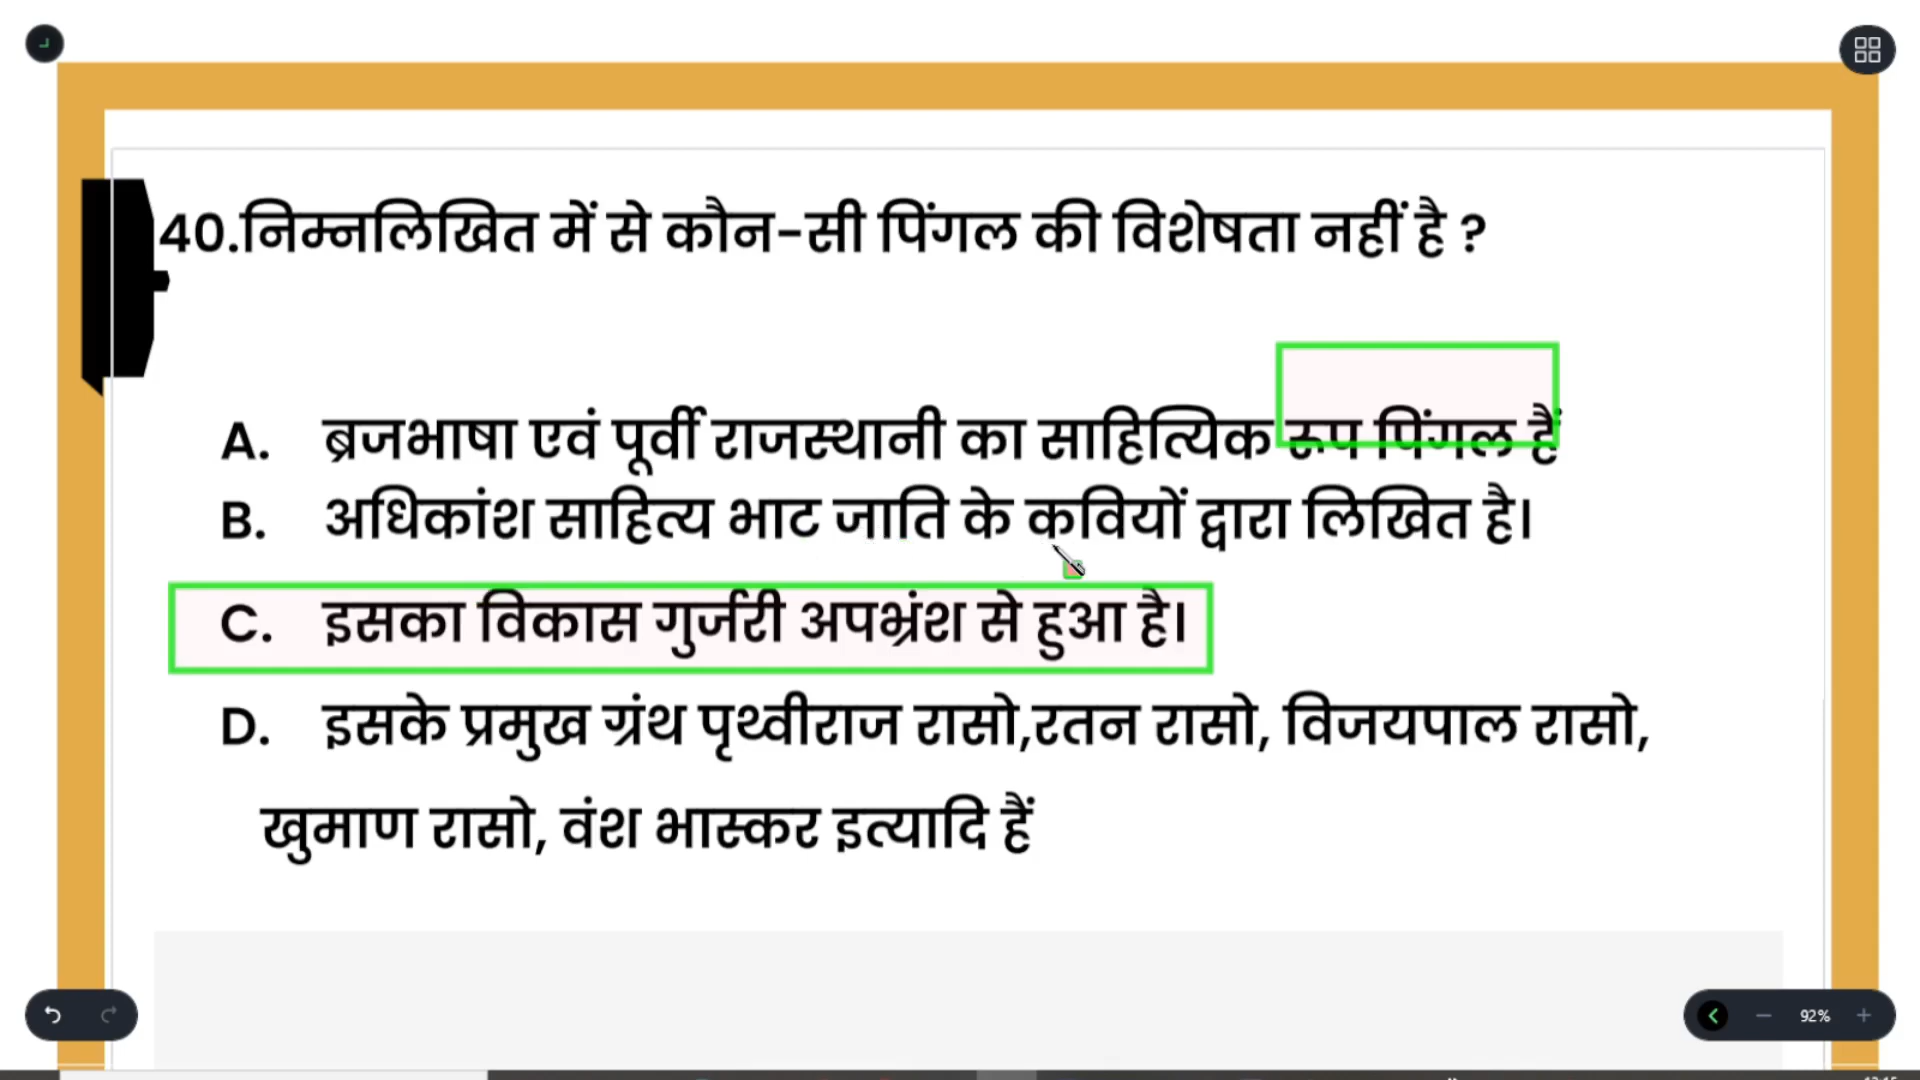 40.निम्नलिखित में से कौन-सी पिंगल की विशेषता नहीं है ?
A. ब्रजभाषा एवं पूर्वी राजस्थानी का साहित्यिक रूप पिंगल हैं
B. अधिकांश साहित्य भाट जाति के कवियों द्वारा लिखित है।
C. इसका विकास गुर्जरी अपभ्रंश से हुआ है।
D. इसके प्रमुख ग्रंथ पृथ्वीराज रासो,रतन रासो, विजयपाल रासो,
खुमाण रासो, वंश भास्कर इत्यादि हैं
92%